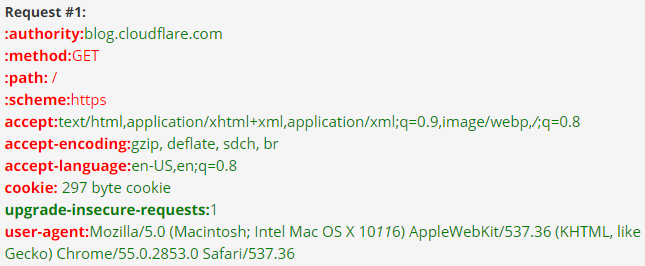 Request #1:
:authority:blog.cloudflare.com
:method:GET
:path: /
:scheme:https
accept:text/html,application/xhtml+xml,application/xml;q=0.9,image/webp,/;q=0.8
accept-encoding:gzip, deflate, sdch, br
accept-language:en-US,en;q=0.8
cookie: 297 byte cookie
upgrade-insecure-requests:1
user-agent:Mozilla/5.0 (Macintosh; Intel Mac OS X 10116) AppleWebKit/537.36 (KHTML, like
Gecko) Chrome/55.0.2853.0 Safari/537.36